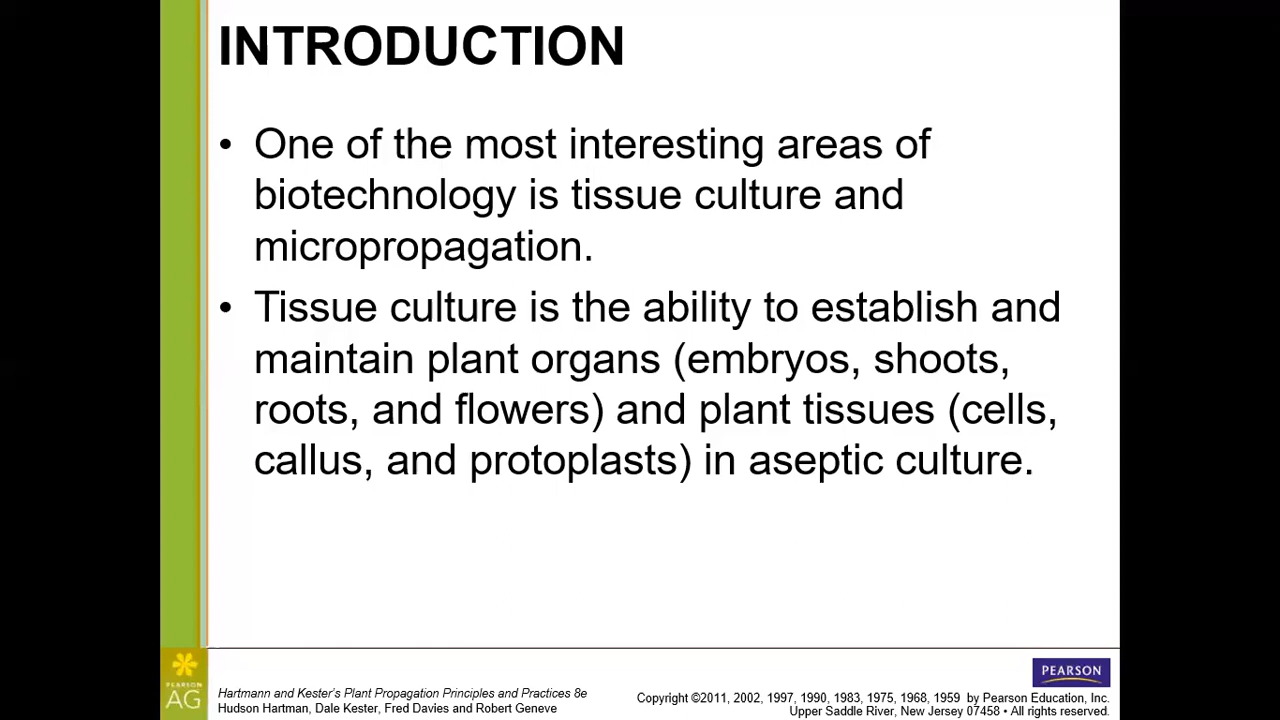 INTRODUCTION
• One of the most interesting areas of
biotechnology is tissue culture and
micropropagation.
• Tissue culture is the ability to establish and
maintain plant organs (embryos, shoots,
roots, and flowers) and plant tissues (cells,
callus, and protoplasts) in aseptic culture.
PEARSON
AG
Hartmann and Kester's Plant Propagation Principles and Practices 8e
Hudson Hartman, Dale Kester, Fred Davies and Robert Geneve
PEARSON
Copyright ©2011, 2002, 1997, 1990, 1983, 1975, 1968, 1959 by Pearson Education, Inc.
Upper Saddle River, New Jersey 07458 • All rights reserved.